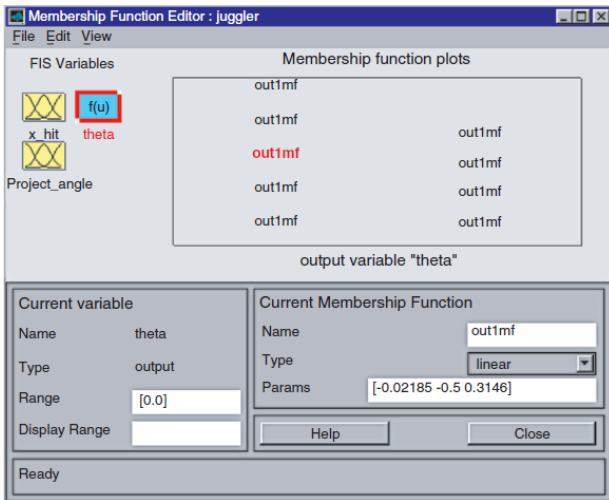 Membership Function Editor : juggler
File Edit View
FIS Variables
f(u)
x_hit theta
Project_angle
Membership function plots
out1mf
out1mf
out1mf
out1mf
out1mf
out1mf
out1mf
out1mf
out1mf
output variable "theta"
Current variable
Name theta
Type output
Range [0.0]
Display Range
Current Membership Function
Name out1mf
Type linear
Params [-0.02185 -0.5 0.3146]
Help Close
Ready